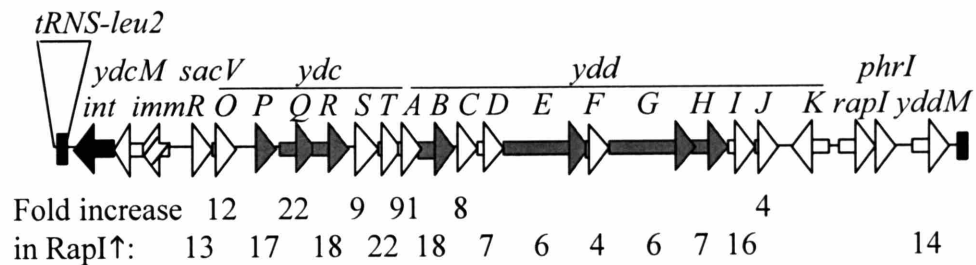 tRNS-leu2
ydcM sacV ydc ydd phrI
int immR O P Q R S T A B C D E F G H I J K rapI yddM
Fold increase 12 22 9 91 8 4
in RapI↑: 13 17 18 22 18 7 6 4 6 7 16 14